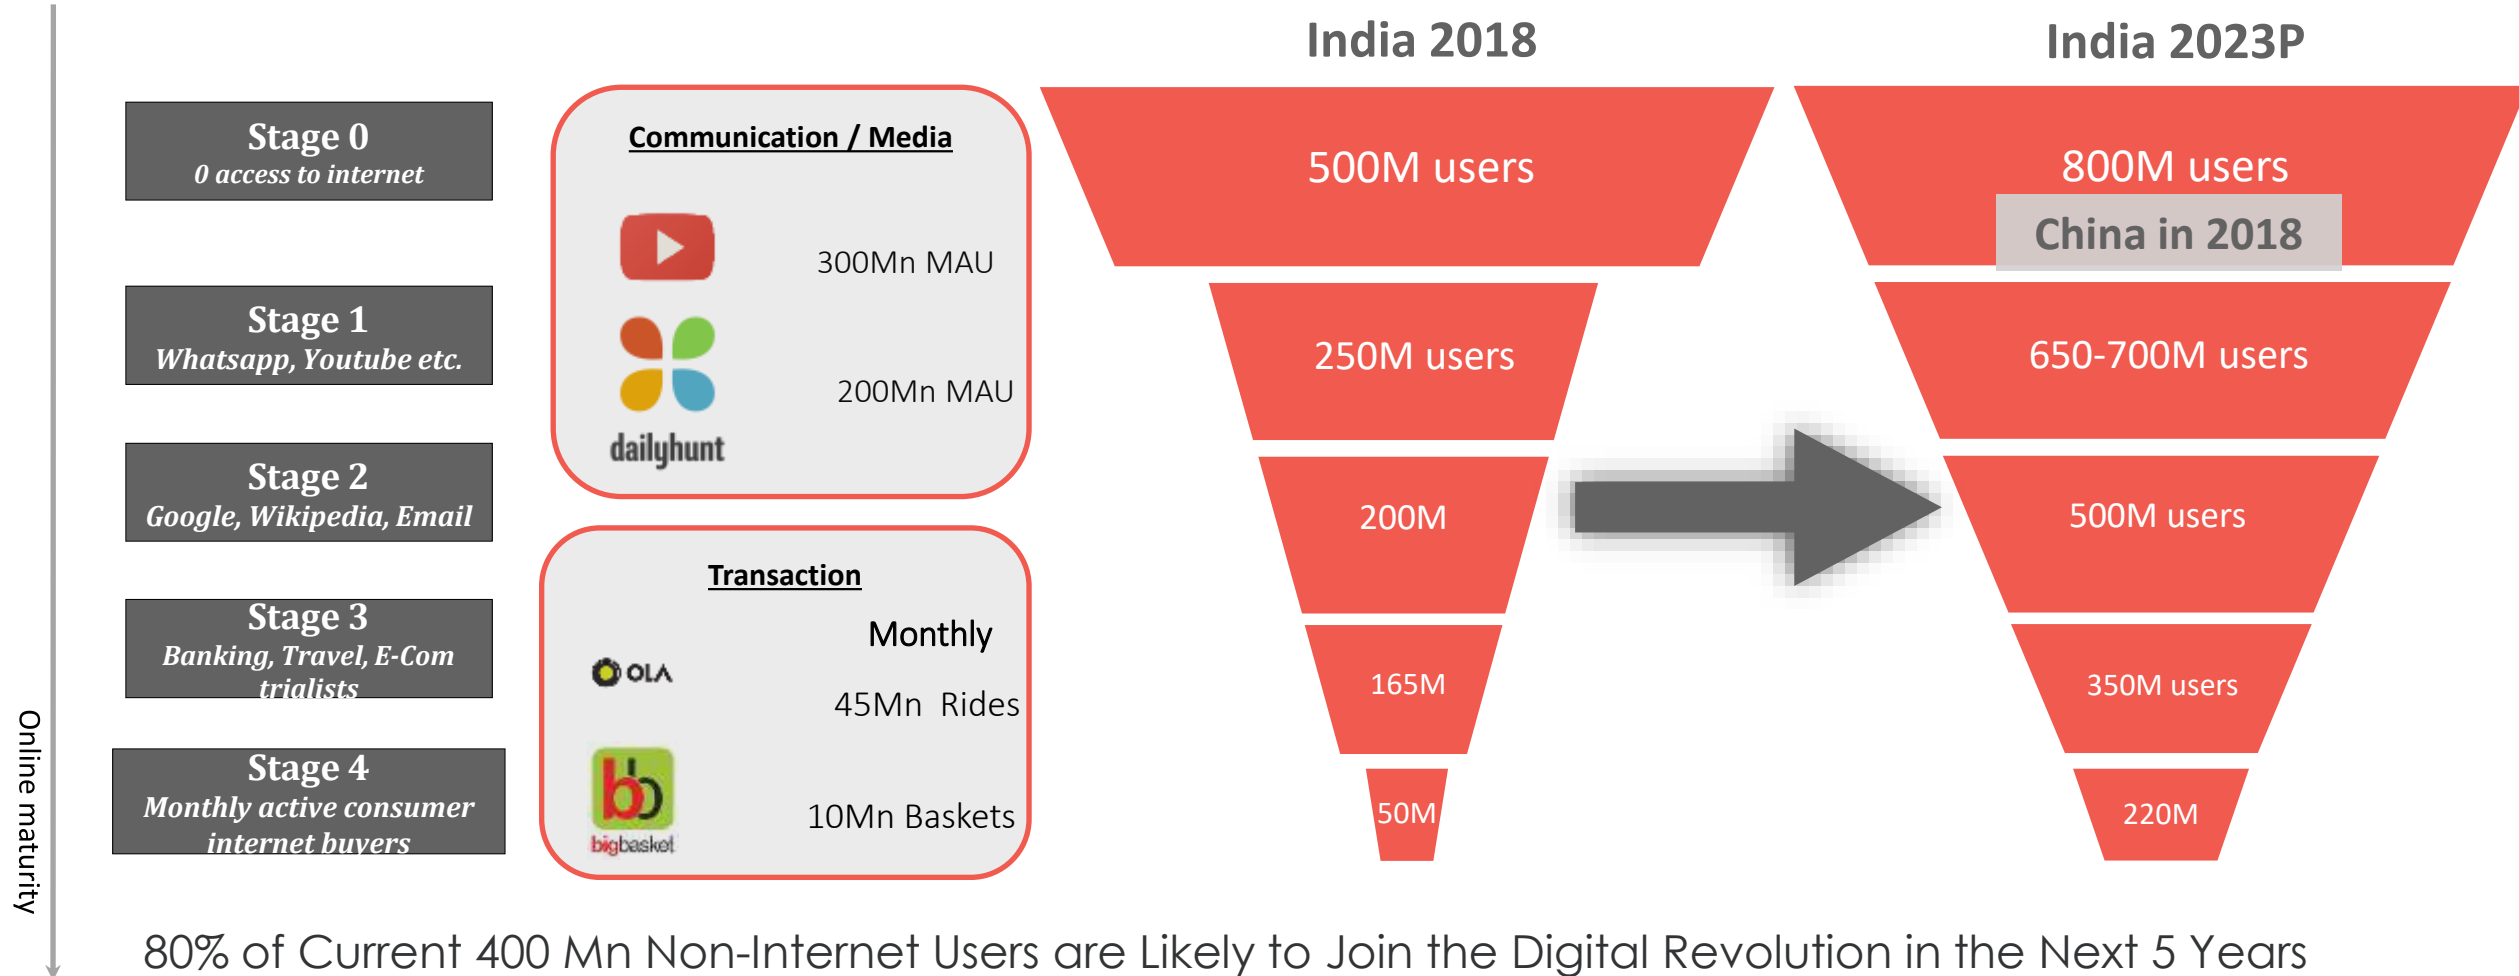 India 2018
India 2023P
Stage 0
0 access to internet
Stage 1
Whatsapp, Youtube etc.
Stage 2
Google, Wikipedia, Email
Stage 3
Banking, Travel, E-Com
trialists
Stage 4
Monthly active consumer
internet buyers
Online maturity
Communication / Media
300Mn MAU
200Mn MAU
dailyhunt
Transaction
Monthly
OLA
45Mn Rides
bb
bigbasket
10Mn Baskets
500M users
250M users
200M
165M
50M
800M users
China in 2018
650-700M users
500M users
350M users
220M
80% of Current 400 Mn Non-Internet Users are Likely to Join the Digital Revolution in the Next 5 Years